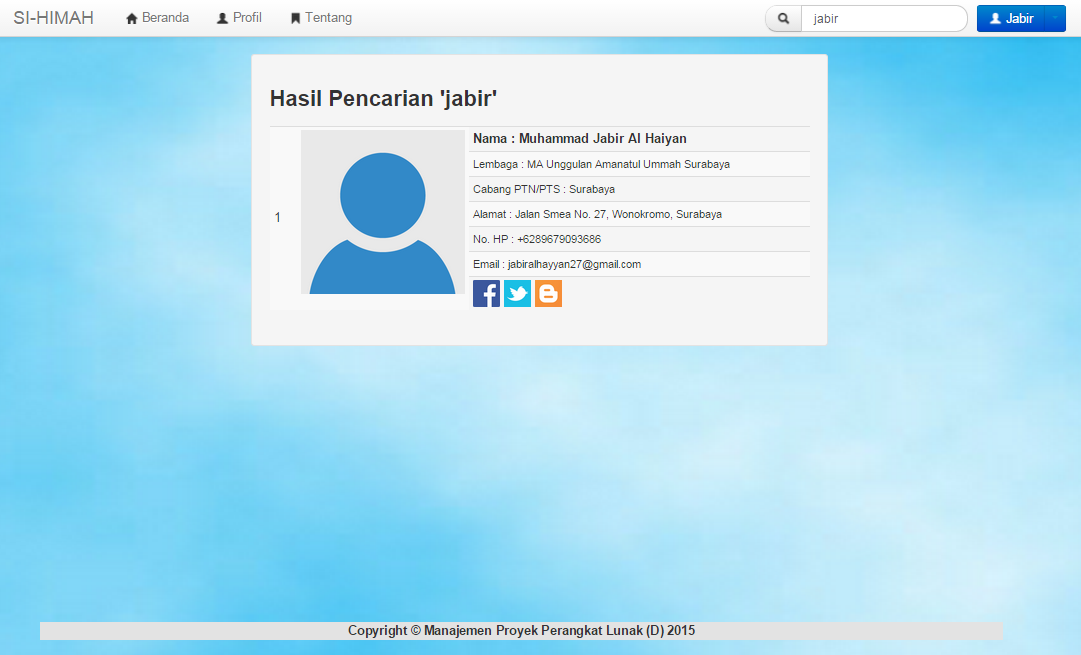 SI-HIMAH Beranda Profil Tentang jabir Jabir
Hasil Pencarian 'jabir'
Nama : Muhammad Jabir Al Haiyan
Lembaga : MA Unggulan Amanatul Ummah Surabaya
Cabang PTN/PTS : Surabaya
1
Alamat : Jalan Smea No. 27, Wonokromo, Surabaya
No. HP : +6289679093686
Email : jabiralhayyan27@gmail.com
Copyright © Manajemen Proyek Perangkat Lunak (D) 2015